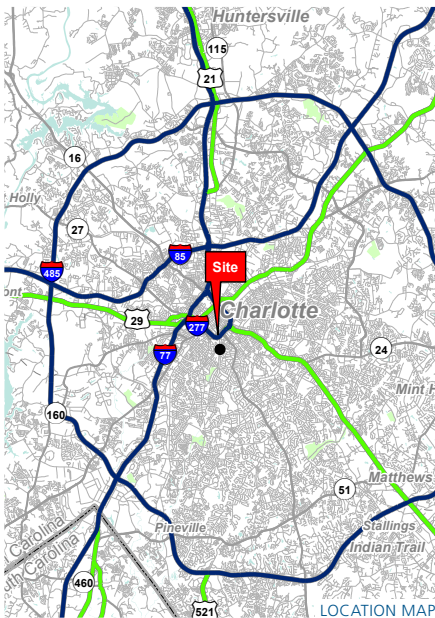 Huntersville
115
21
16
t Holly
27
85
485
Site
ont
Charlotte
29
277
77
24
Mint H
160
Matthews
51
Pineville
Stallings
Indian Trail
Carolina
outh Carolina
460
521
LOCATION MAP